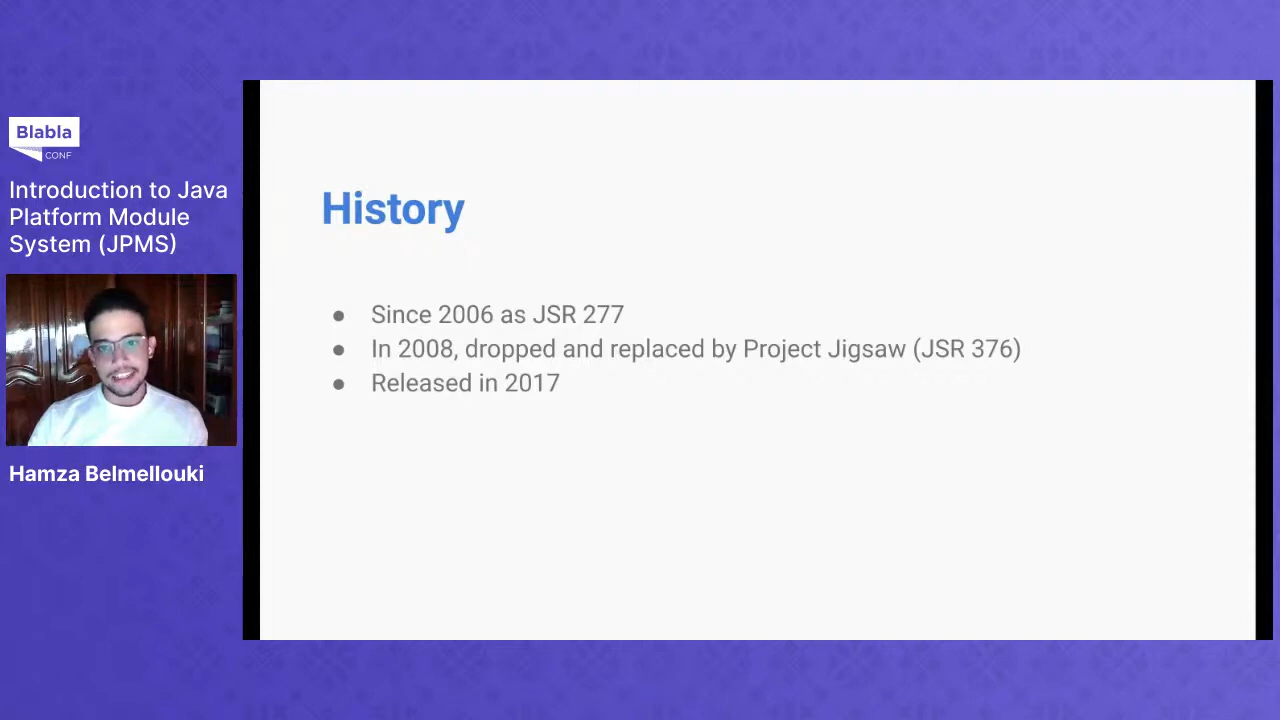 Blabla
CONF
Introduction to Java
Platform Module
System (JPMS)
Hamza Belmellouki
History
● Since 2006 as JSR 277
● In 2008, dropped and replaced by Project Jigsaw (JSR 376)
● Released in 2017